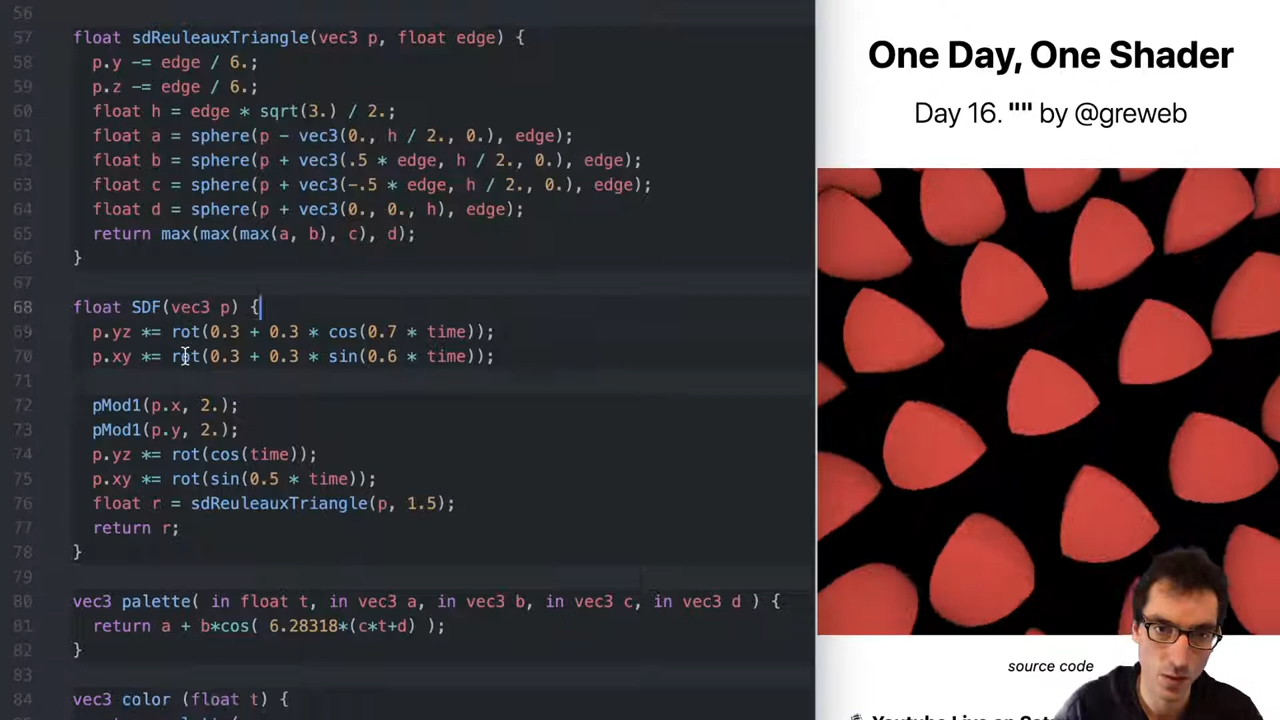 56
57 float sdReuleauxTriangle(vec3 p, float edge) {
58 p.y -= edge / 6.;
59 p.z -= edge / 6.;
60 float h = edge * sqrt(3.) / 2.;
61 float a = sphere(p - vec3(0., h / 2., 0.), edge);
62 float b = sphere(p + vec3(.5 * edge, h / 2., 0.), edge);
63 float c = sphere(p + vec3(-.5 * edge, h / 2., 0.), edge);
64 float d = sphere(p + vec3(0., 0., h), edge);
65 return max(max(max(a, b), c), d);
66 }
67
68 float SDF(vec3 p) {
69 p.yz *= rot(0.3 + 0.3 * cos(0.7 * time));
70 p.xy *= rot(0.3 + 0.3 * sin(0.6 * time));
71
72 pMod1(p.x, 2.);
73 pMod1(p.y, 2.);
74 p.yz *= rot(cos(time));
75 p.xy *= rot(sin(0.5 * time));
76 float r = sdReuleauxTriangle(p, 1.5);
77 return r;
78 }
79
80 vec3 palette( in float t, in vec3 a, in vec3 b, in vec3 c, in vec3 d ) {
81 return a + b*cos( 6.28318*(c*t+d) );
82 }
83
84 vec3 color (float t) {
One Day, One Shader
Day 16. "" by @greweb
source code